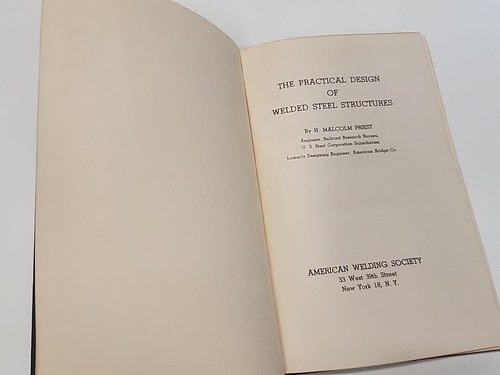 THE PRACTICAL DESIGN
OF
WELDED STEEL STRUCTURES
By H. MALCOLM PRIEST
Engineer, Railroad Research Bureau,
U. S. Steel Corporation Subsidiaries;
formerly Designing Engineer, American Bridge Co.
AMERICAN WELDING SOCIETY
33 West 39th Street
New York 18, N. Y.